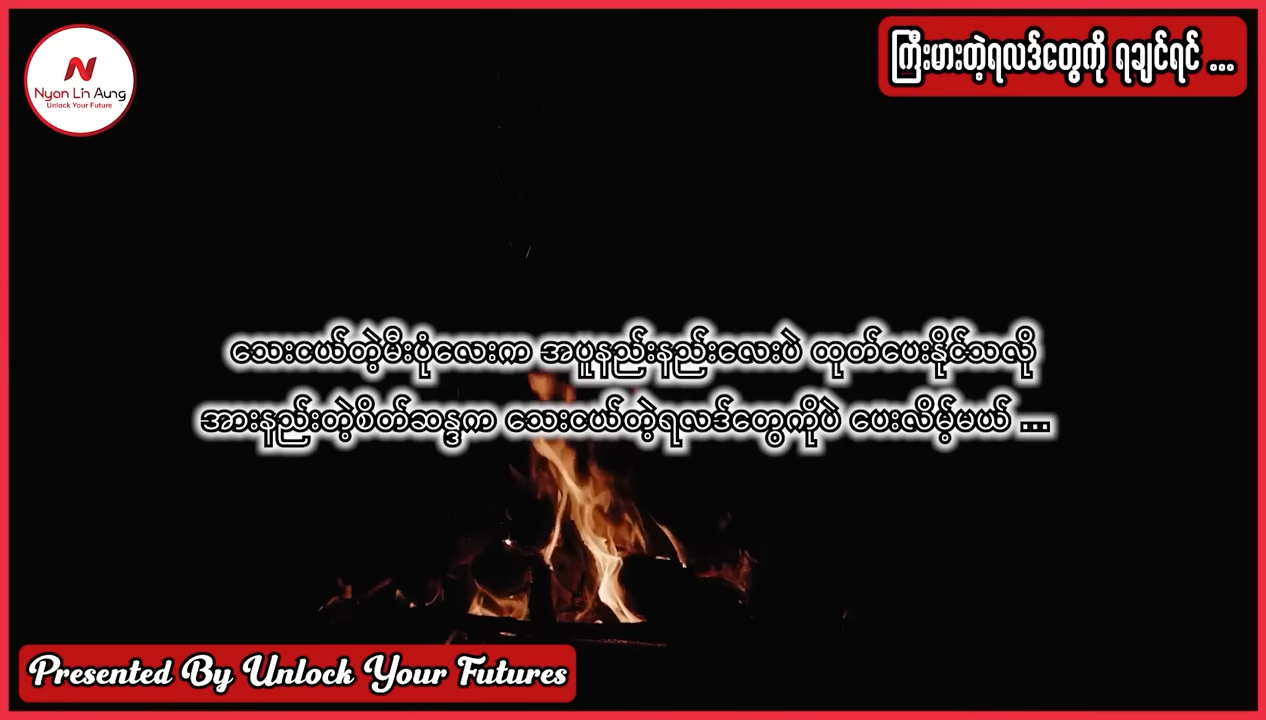 Nyan Lin Aung
Unlock Your Future
ကြီးမားတဲ့ရလဒ်တွေကို ရချင်ရင် ...
သေးငယ်တဲ့မီးပုံလေးက အပူနည်းနည်းလေးပဲ ထုတ်ပေးနိုင်သလို
အားနည်းတဲ့စိတ်ဆန္ဒက သေးငယ်တဲ့ရလဒ်တွေကိုပဲ ပေးလိမ့်မယ် ...
Presented By Unlock Your Futures